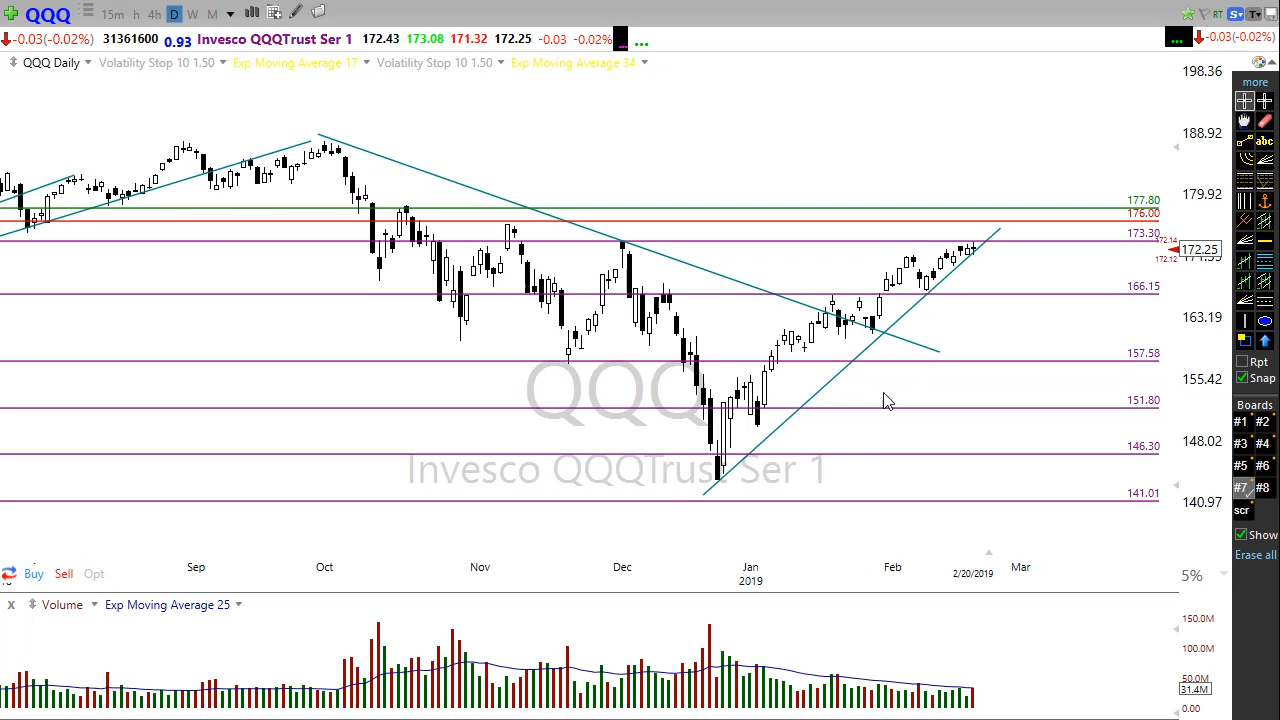 QQQ 15m h 4h D W M RT S T
-0.03(-0.02%) 31361600 0.93 Invesco QQQTrust Ser 1 172.43 173.08 171.32 172.25 -0.03 -0.02% ... ... -0.03(-0.02%)
QQQ Daily Volatility Stop 10 1.50 Exp Moving Average 17 Volatility Stop 10 1.50 Exp Moving Average 34
198.36
more
188.92
abc
179.92
177.80
176.00
173.30
172.14
172.25
172.12
166.15
163.19
157.58
Rpt
155.42
Snap
QQQ
Boards
151.80
#1 #2
148.02
#3 #4
146.30
Invesco QQQTrust Ser 1
#5 #6
141.01
#7 #8
140.97
scr
Show
Erase all
Sep Oct Nov Dec Jan Feb Mar
2019 2/20/2019
Buy Sell Opt
5%
X Volume Exp Moving Average 25
150.0M
100.0M
50.0M
31.4M
0.00